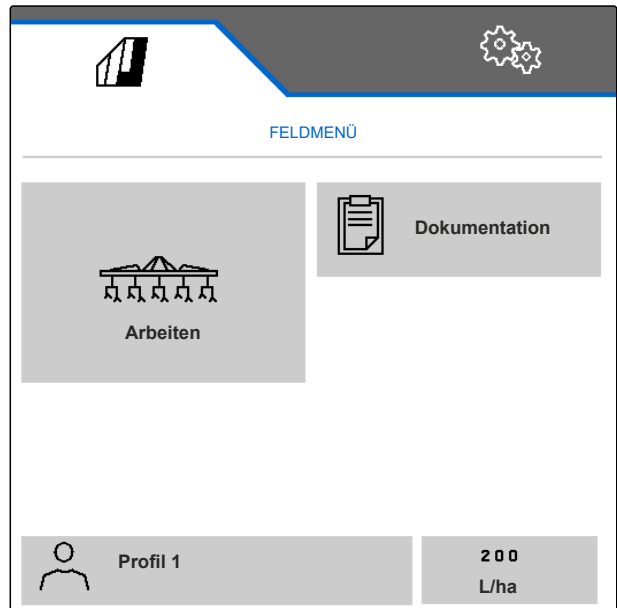 FELDMENÜ
Dokumentation
Arbeiten
Profil 1
200
L/ha